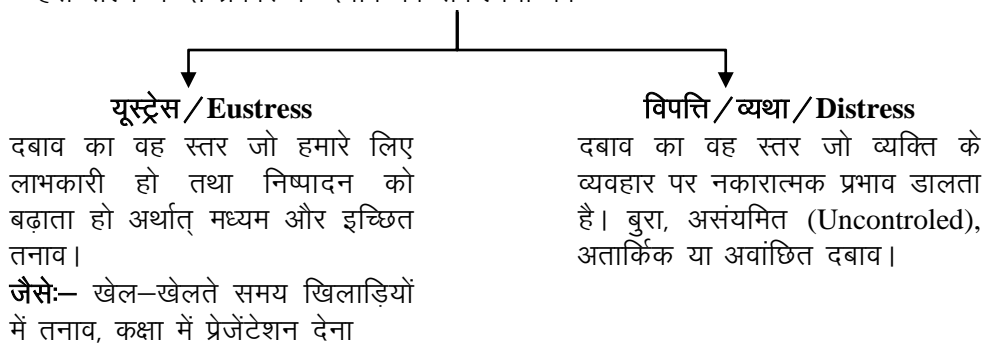 यूस्ट्रेस / Eustress
दबाव का वह स्तर जो हमारे लिए
लाभकारी हो तथा निष्पादन को
बढ़ाता हो अर्थात् मध्यम और इच्छित
तनाव।
जैसेः– खेल–खेलते समय खिलाड़ियों
में तनाव, कक्षा में प्रेजेंटेशन देना
विपत्ति / व्यथा / Distress
दबाव का वह स्तर जो व्यक्ति के
व्यवहार पर नकारात्मक प्रभाव डालता
है। बुरा, असंयमित (Uncontroled),
अतार्किक या अवांछित दबाव।